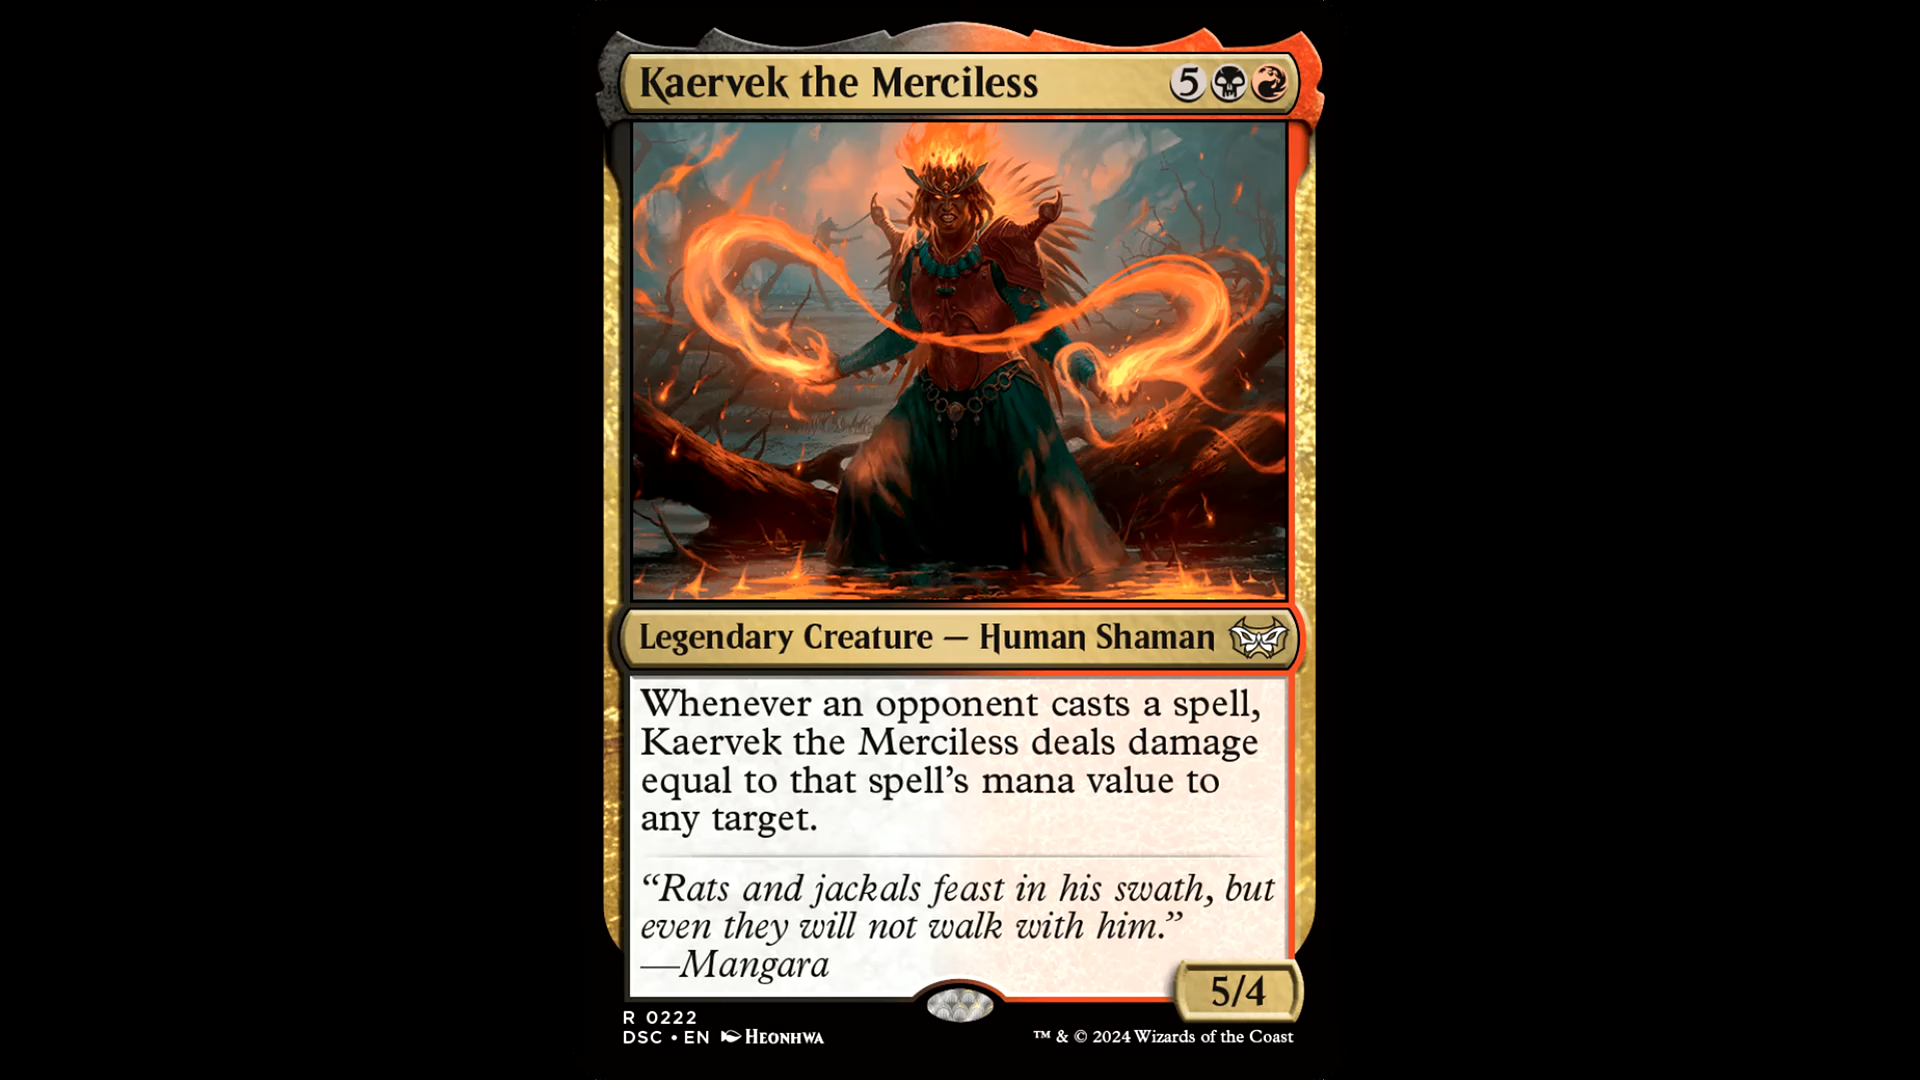 Kaervek the Merciless 5
Legendary Creature — Human Shaman
Whenever an opponent casts a spell,
Kaervek the Merciless deals damage
equal to that spell’s mana value to
any target.
“Rats and jackals feast in his swath, but
even they will not walk with him.”
—Mangara
5/4
R 0222
DSC • EN HEONHWA
™ & © 2024 Wizards of the Coast